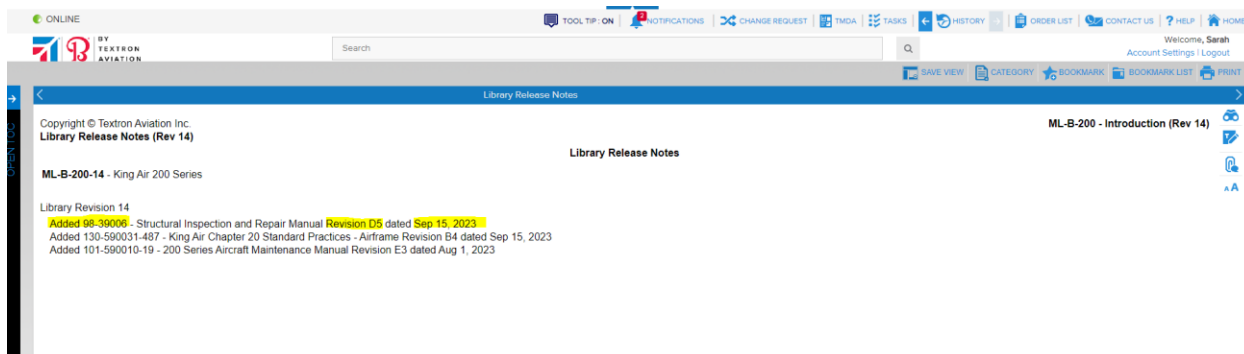 ONLINE
TOOL TIP: ON
2
NOTIFICATIONS
CHANGE REQUEST
TMDA
TASKS
HISTORY
ORDER LIST
CONTACT US
? HELP
HOME
BY
TEXTRON
AVIATION
Search
Welcome, Sarah
Account Settings | Logout
SAVE VIEW
CATEGORY
BOOKMARK
BOOKMARK LIST
PRINT
Library Release Notes
OPEN TOC
Copyright © Textron Aviation Inc.
ML-B-200 - Introduction (Rev 14)
Library Release Notes (Rev 14)
Library Release Notes
ML-B-200-14 - King Air 200 Series
A A
Library Revision 14
Added 98-39006 - Structural Inspection and Repair Manual Revision D5 dated Sep 15, 2023
Added 130-590031-487 - King Air Chapter 20 Standard Practices - Airframe Revision B4 dated Sep 15, 2023
Added 101-590010-19 - 200 Series Aircraft Maintenance Manual Revision E3 dated Aug 1, 2023